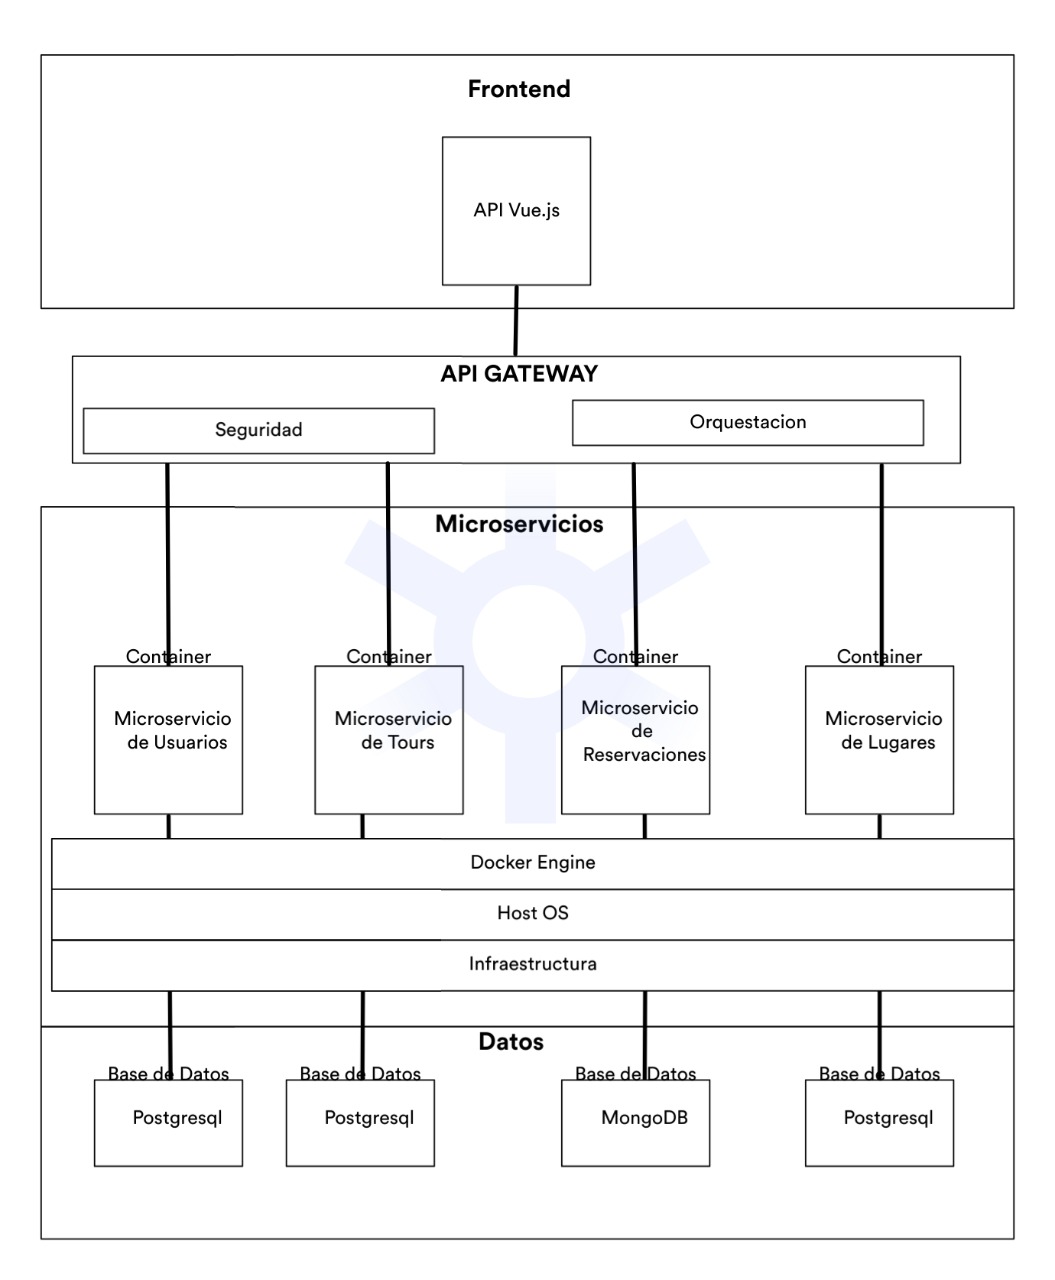 Frontend
API Vue.js
API GATEWAY
Seguridad
Orquestacion
Microservicios
Container
Container
Container
Container
Microservicio
de Usuarios
Microservicio
de Tours
Microservicio
de
Reservaciones
Microservicio
de Lugares
Docker Engine
Host OS
Infraestructura
Datos
Base de Datos
Base de Datos
Base de Datos
Base de Datos
Postgresql
Postgresql
MongoDB
Postgresql